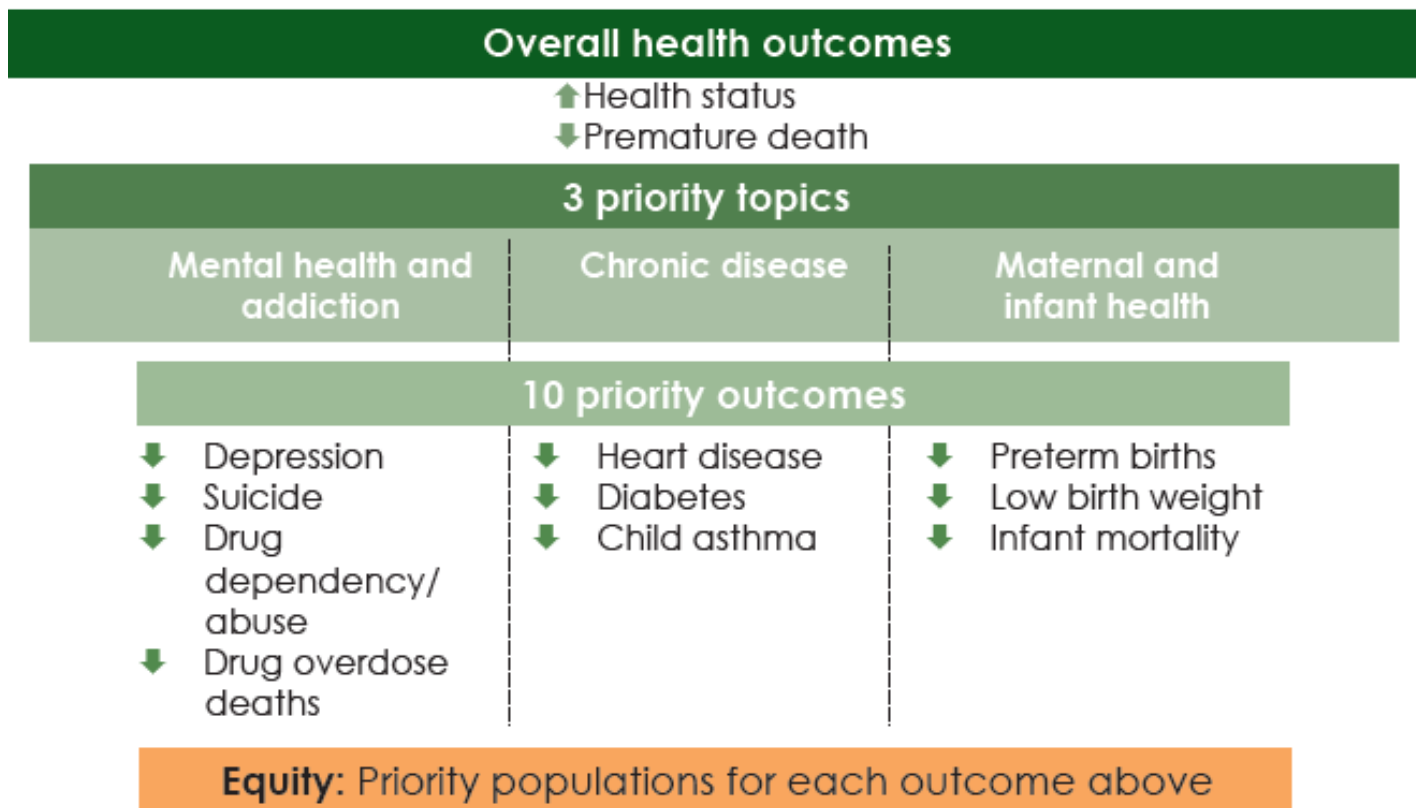 Overall health outcomes
Health status
Premature death
3 priority topics
Mental health and
addiction
Chronic disease
Maternal and
infant health
10 priority outcomes
Depression
Suicide
Drug
dependency/
abuse
Drug overdose
deaths
Heart disease
Diabetes
Child asthma
Preterm births
Low birth weight
Infant mortality
Equity: Priority populations for each outcome above